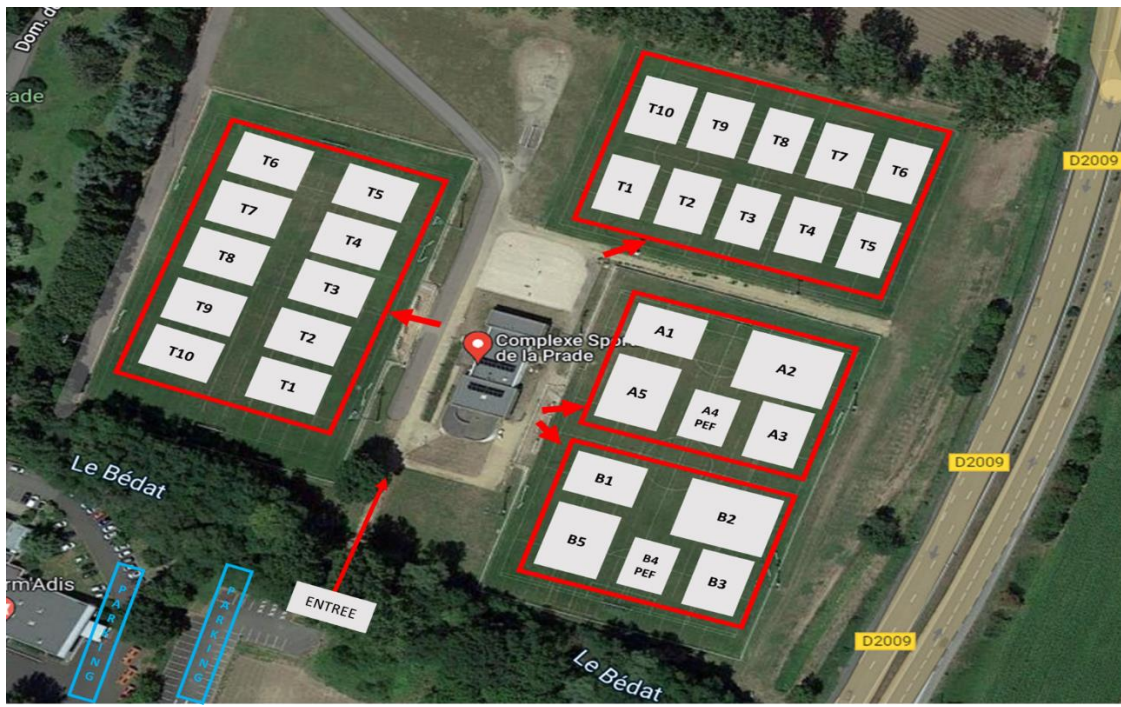 Dom. du
rade
T6
T5
T7
T4
T8
T3
T9
T2
T10
T1
T10
T9
T8
T7
T6
T1
T2
T3
T4
T5
D2009
Complexe Sport
de la Prade
A1
A2
A5
A4
PEF
A3
B1
B2
B5
B4
PEF
B3
D2009
D2009
Le Bédat
Le Bédat
rm'Adis
PARKING
PARKING
ENTREE